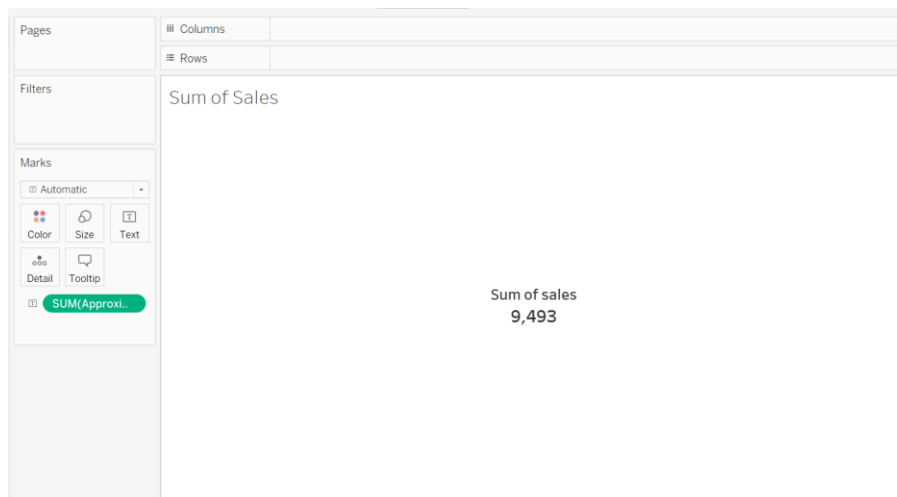 Pages
Columns
Rows
Filters
Sum of Sales
Marks
Automatic
Color Size Text
Detail Tooltip
SUM(Approxi..
Sum of sales
9,493